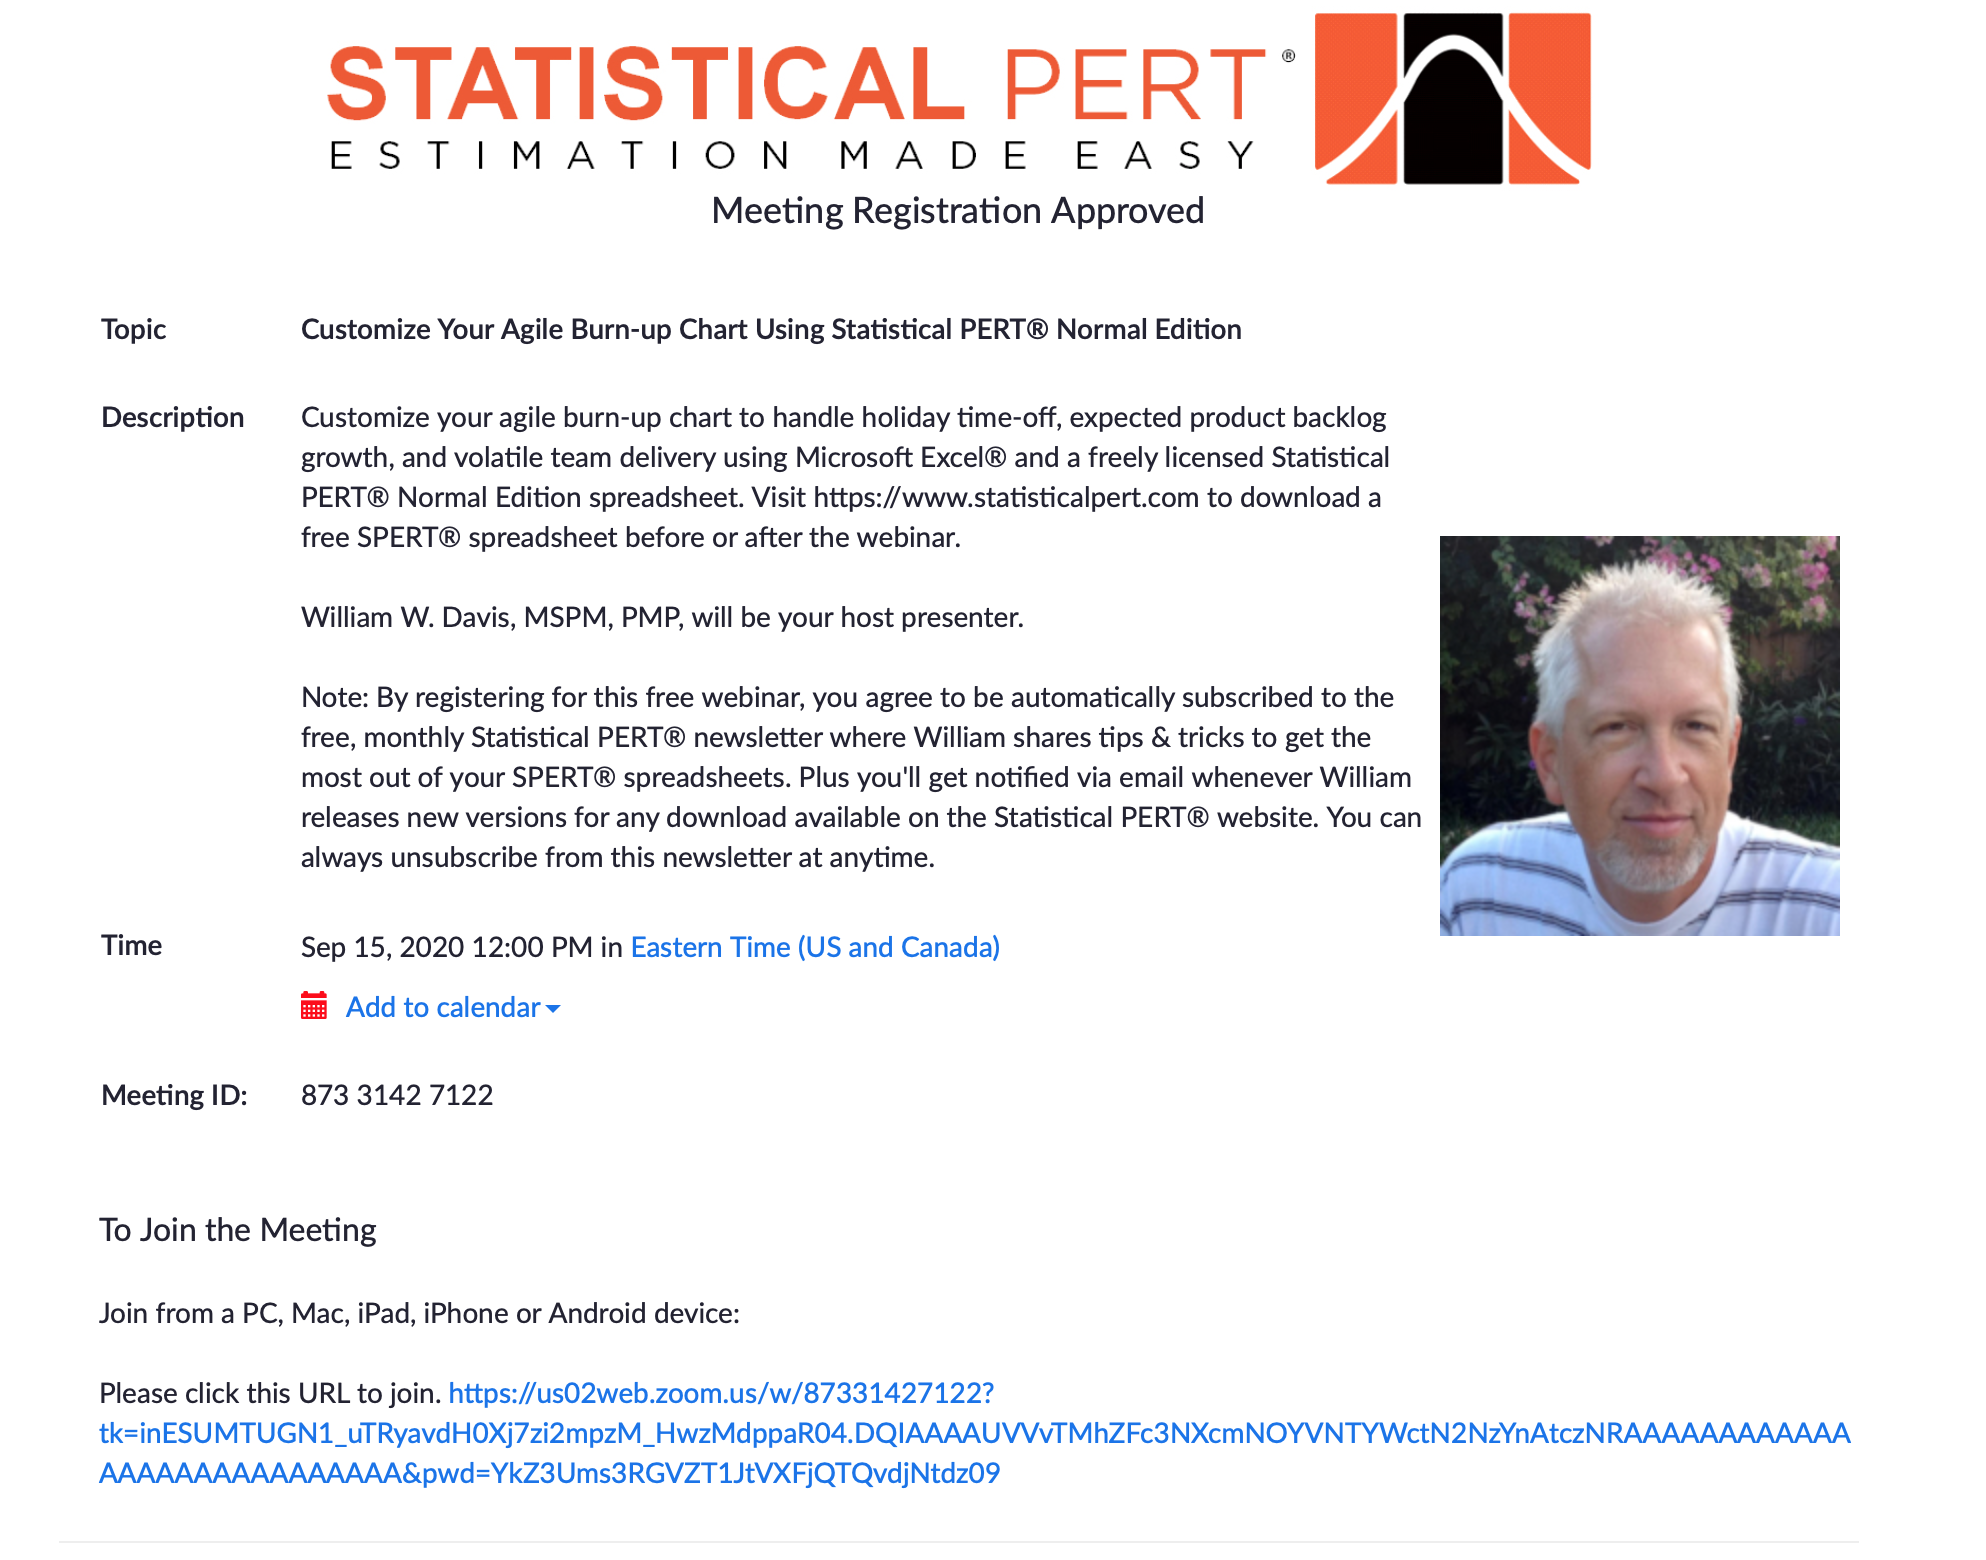 STATISTICAL PERT®
ESTIMATION MADE EASY
Meeting Registration Approved
Topic Customize Your Agile Burn-up Chart Using Statistical PERT® Normal Edition
Description Customize your agile burn-up chart to handle holiday time-off, expected product backlog
growth, and volatile team delivery using Microsoft Excel® and a freely licensed Statistical
PERT® Normal Edition spreadsheet. Visit https://www.statisticalpert.com to download a
free SPERT® spreadsheet before or after the webinar.
William W. Davis, MSPM, PMP, will be your host presenter.
Note: By registering for this free webinar, you agree to be automatically subscribed to the
free, monthly Statistical PERT® newsletter where William shares tips & tricks to get the
most out of your SPERT® spreadsheets. Plus you'll get notified via email whenever William
releases new versions for any download available on the Statistical PERT® website. You can
always unsubscribe from this newsletter at anytime.
Time Sep 15, 2020 12:00 PM in Eastern Time (US and Canada)
Add to calendar
Meeting ID: 873 3142 7122
To Join the Meeting
Join from a PC, Mac, iPad, iPhone or Android device:
Please click this URL to join. https://us02web.zoom.us/w/87331427122?
tk=inESUMTUGN1_uTRyavdH0Xj7zi2mpzM_HwzMdppaR04.DQIAAAAUVVvTMhZFc3NXcmNOYVNTYWctN2NzYnAtczNRAAAAAAAAAAAA
AAAAAAAAAAAAAAAA&pwd=YkZ3Ums3RGVZT1JtVXFjQTQvdjNtdz09